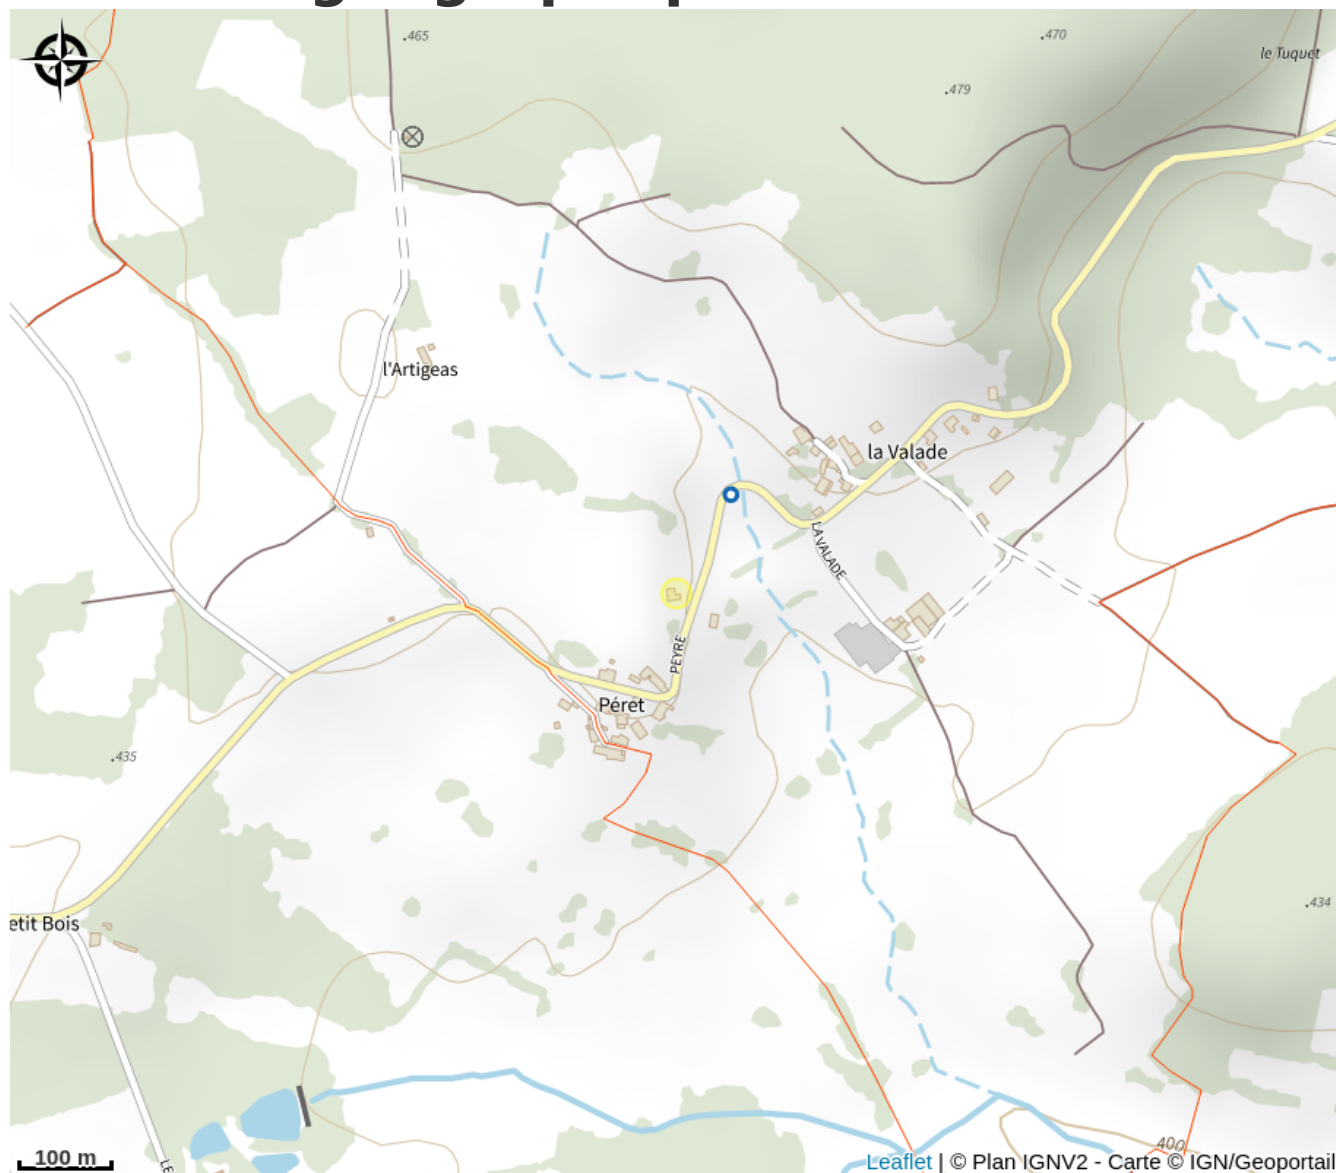 .465
.470
le Tuquet
.479
l'Artigeas
la Valade
LA VALADE
PEYRE
Péret
.435
.434
etit Bois
400
100 m
LE
Leaflet | © Plan IGNV2 - Carte © IGN/Geoportail